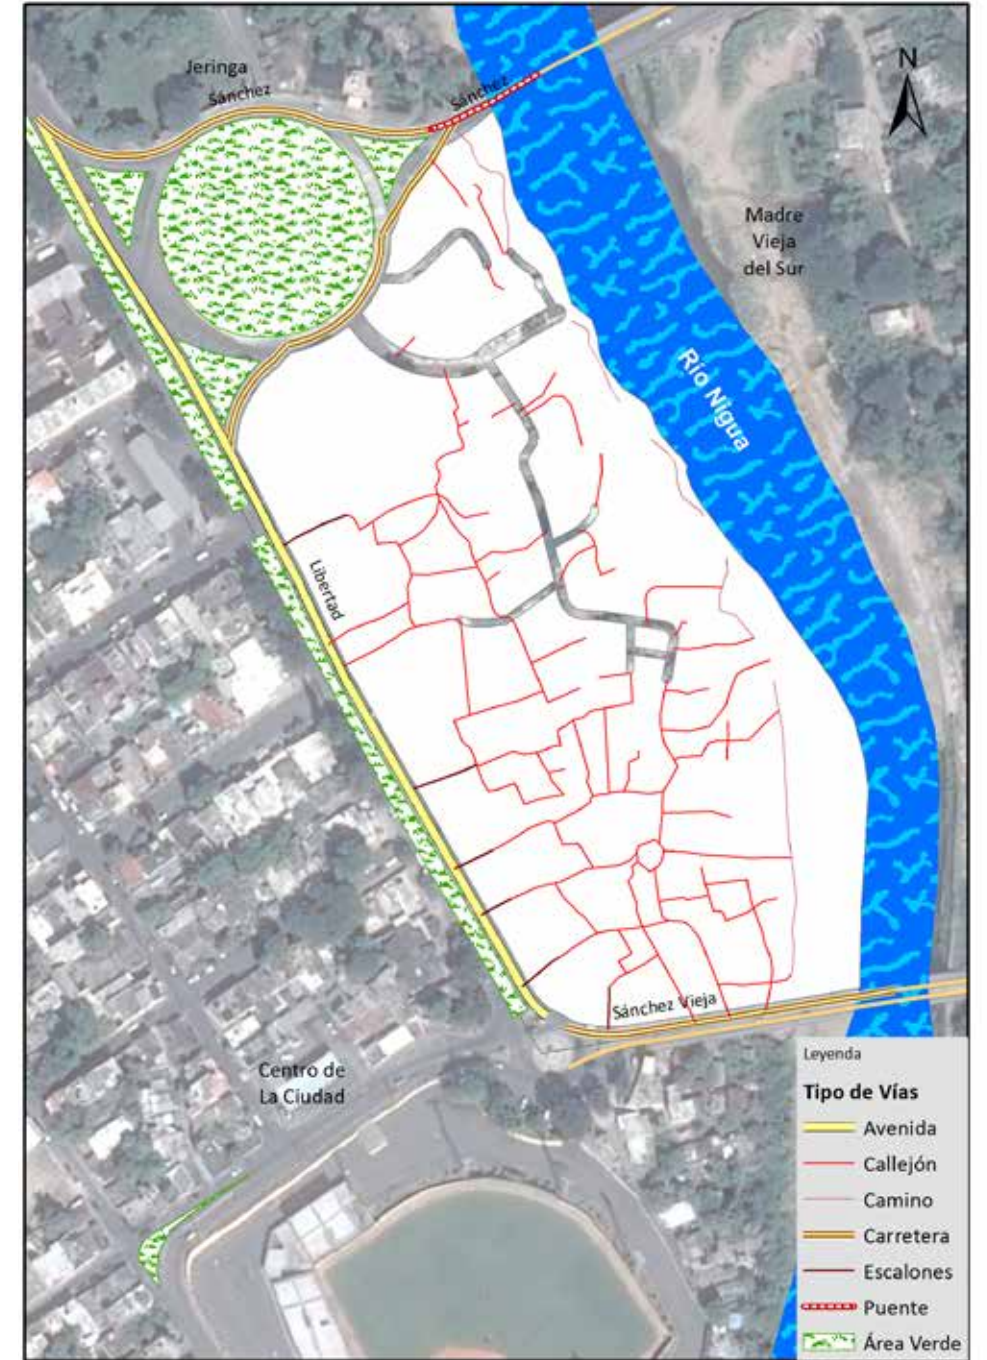 Jeringa
Sánchez
Sánchez
N
Madre
Vieja
del Sur
Río Nigua
Libertad
Sánchez Vieja
Centro de
La Ciudad
Leyenda
Tipo de Vías
Avenida
Callejón
Camino
Carretera
Escalones
Puente
Área Verde